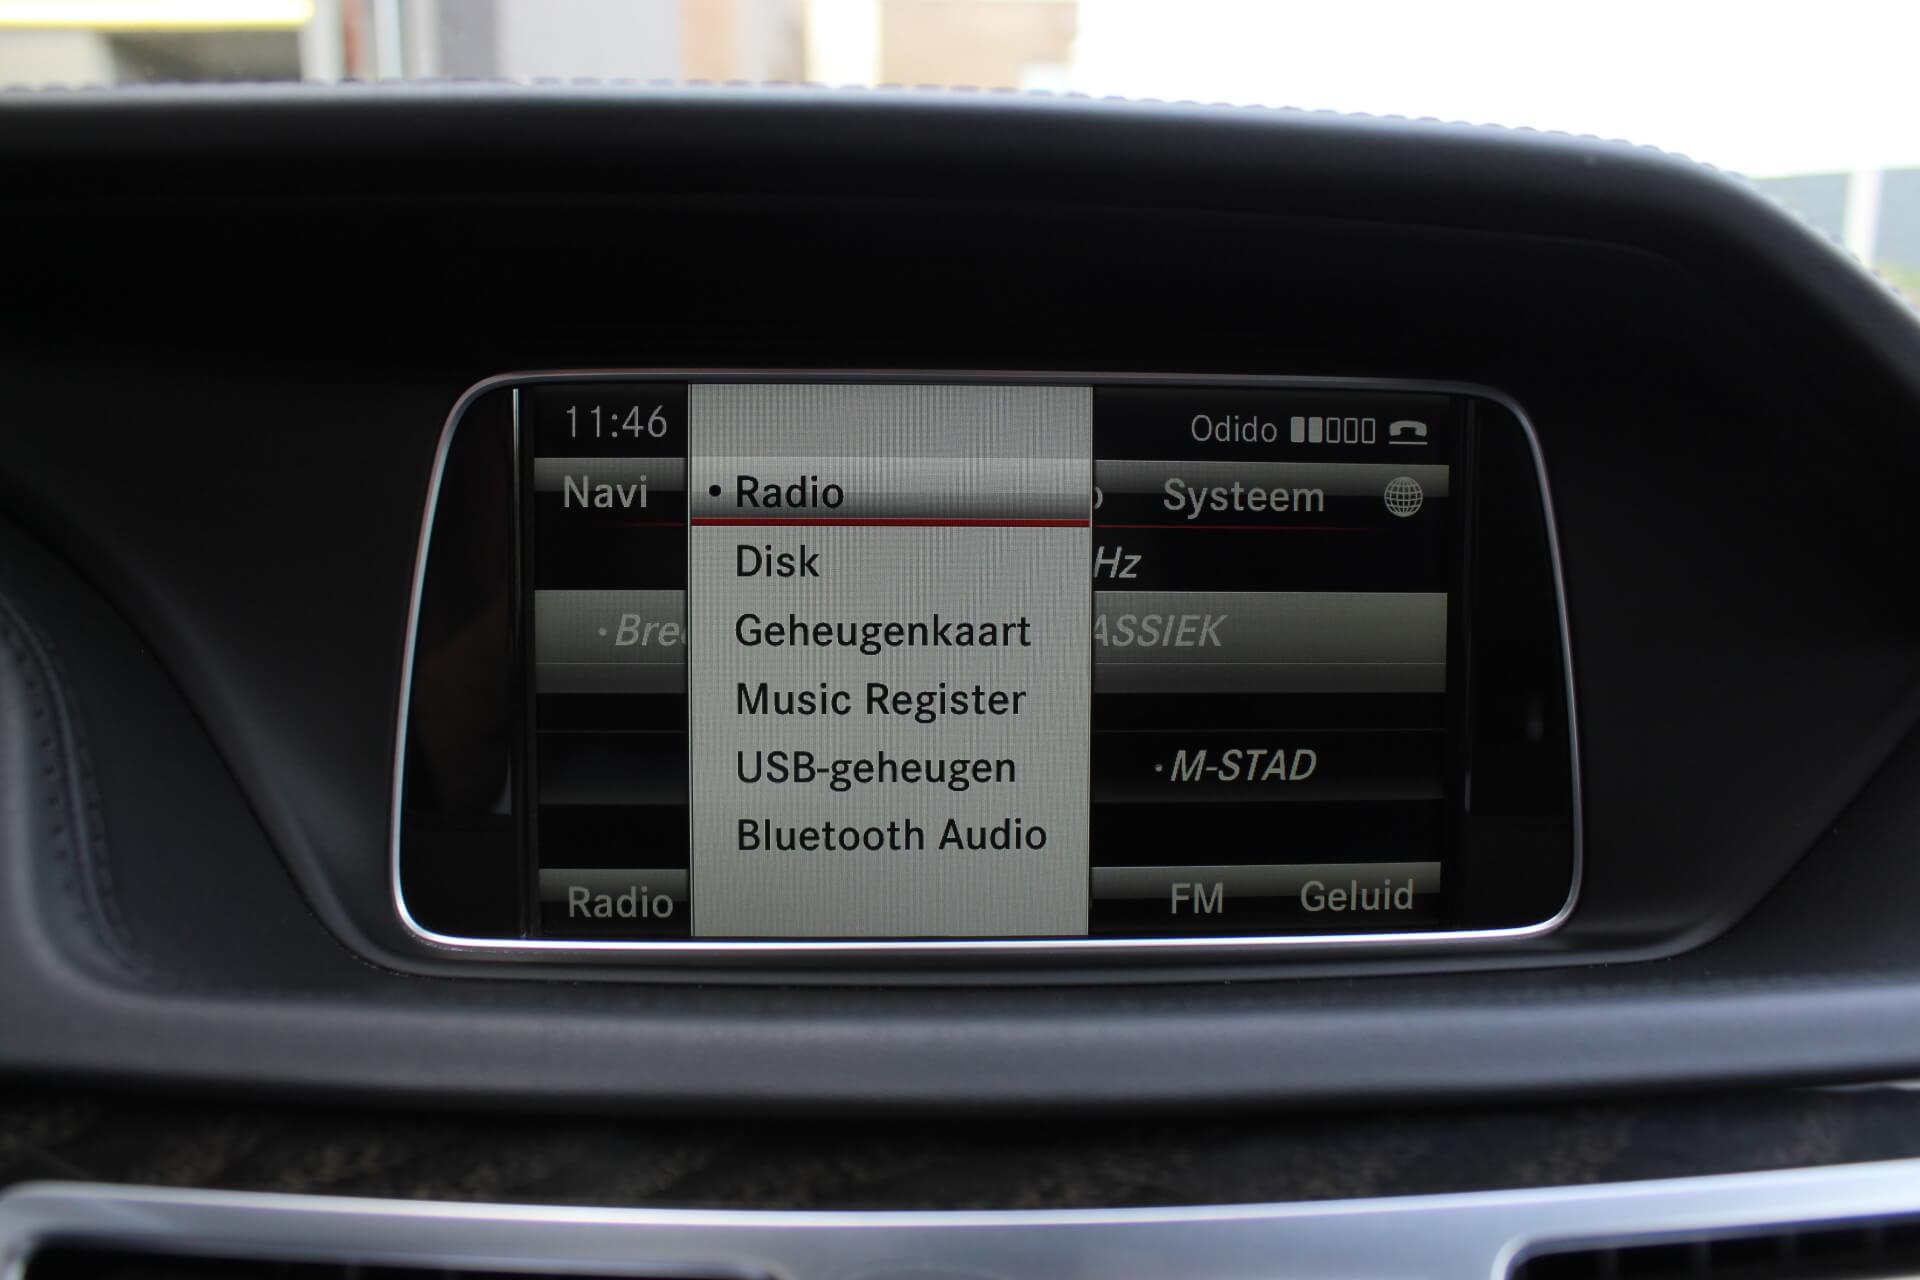 11:46 Odido
Navi • Radio Systeem
Disk Hz
Geheugenkaart
Music Register
USB-geheugen • M-STAD
Bluetooth Audio
Radio FM Geluid